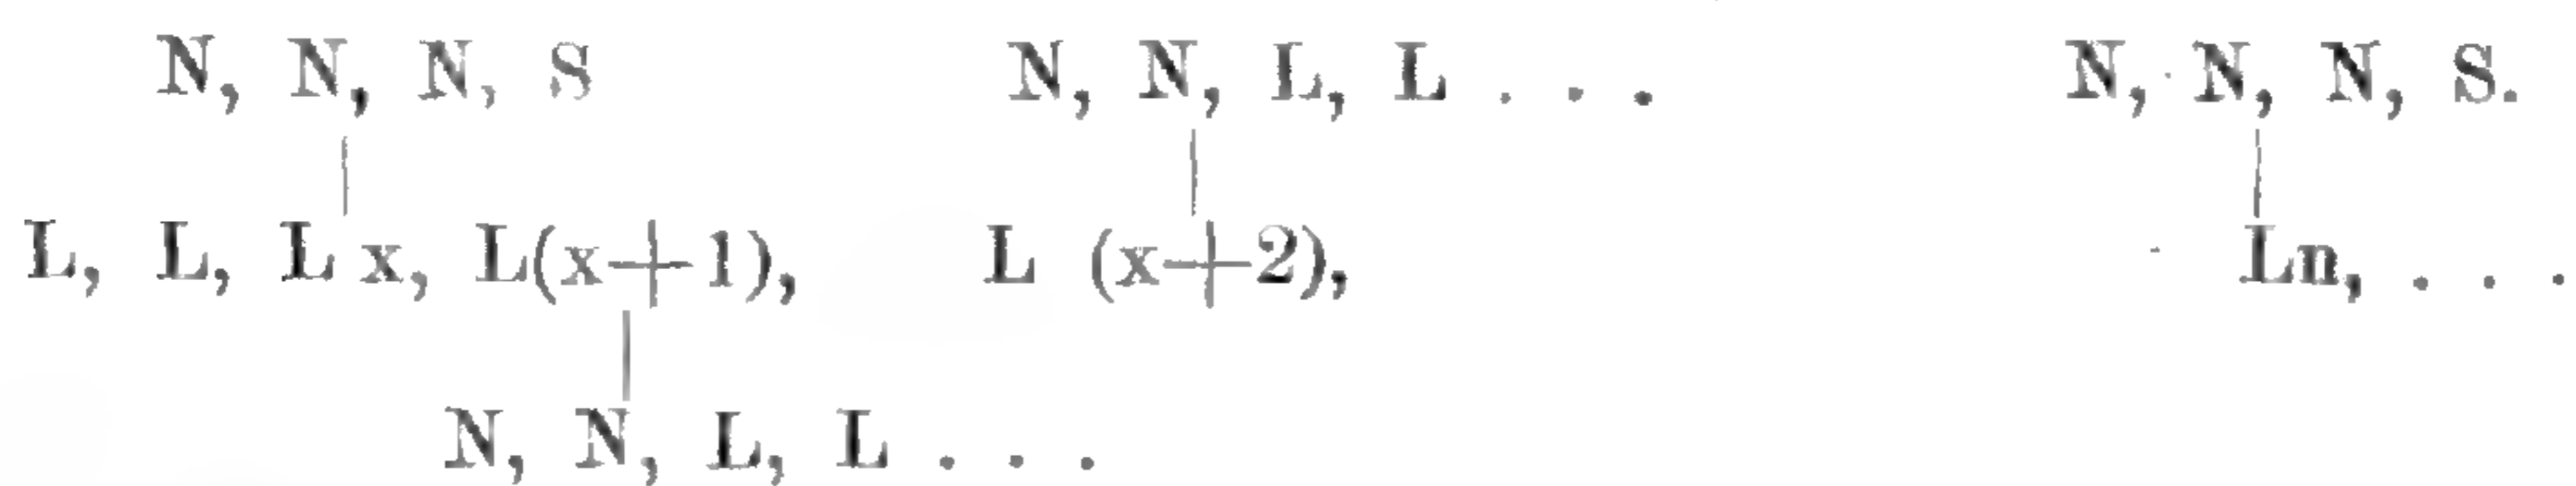 N, N, N, S N, N, L, L . . . N, N, N, S.
L, L, L x, L(x+1), L (x+2), Ln, . . .
N, N, L, L . . .